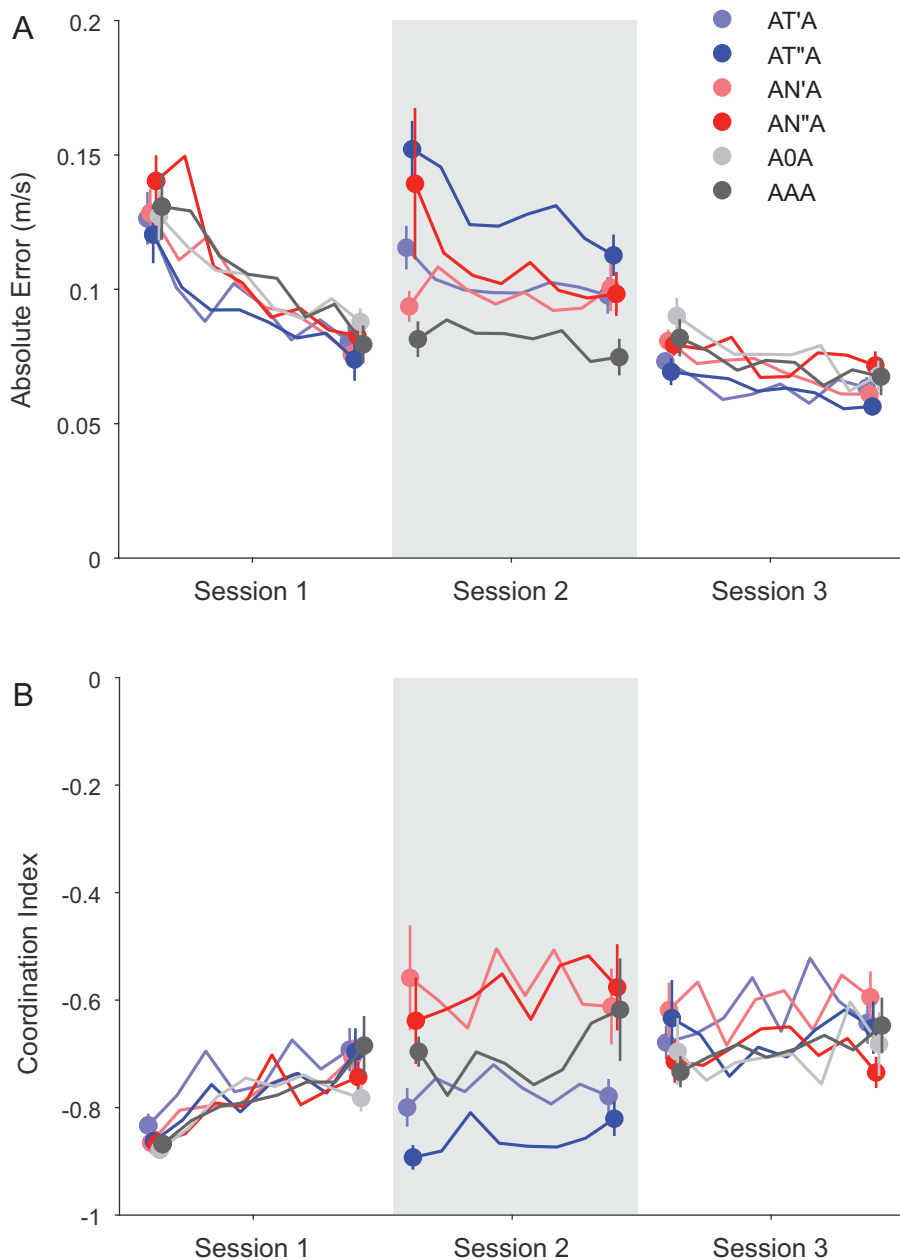 A
0.2
0.15
0.1
0.05
0
Absolute Error (m/s)
AT'A
AT"A
AN'A
AN"A
A0A
AAA
Session 1
Session 2
Session 3
B
0
-0.2
-0.4
-0.6
-0.8
-1
Coordination Index
Session 1
Session 2
Session 3